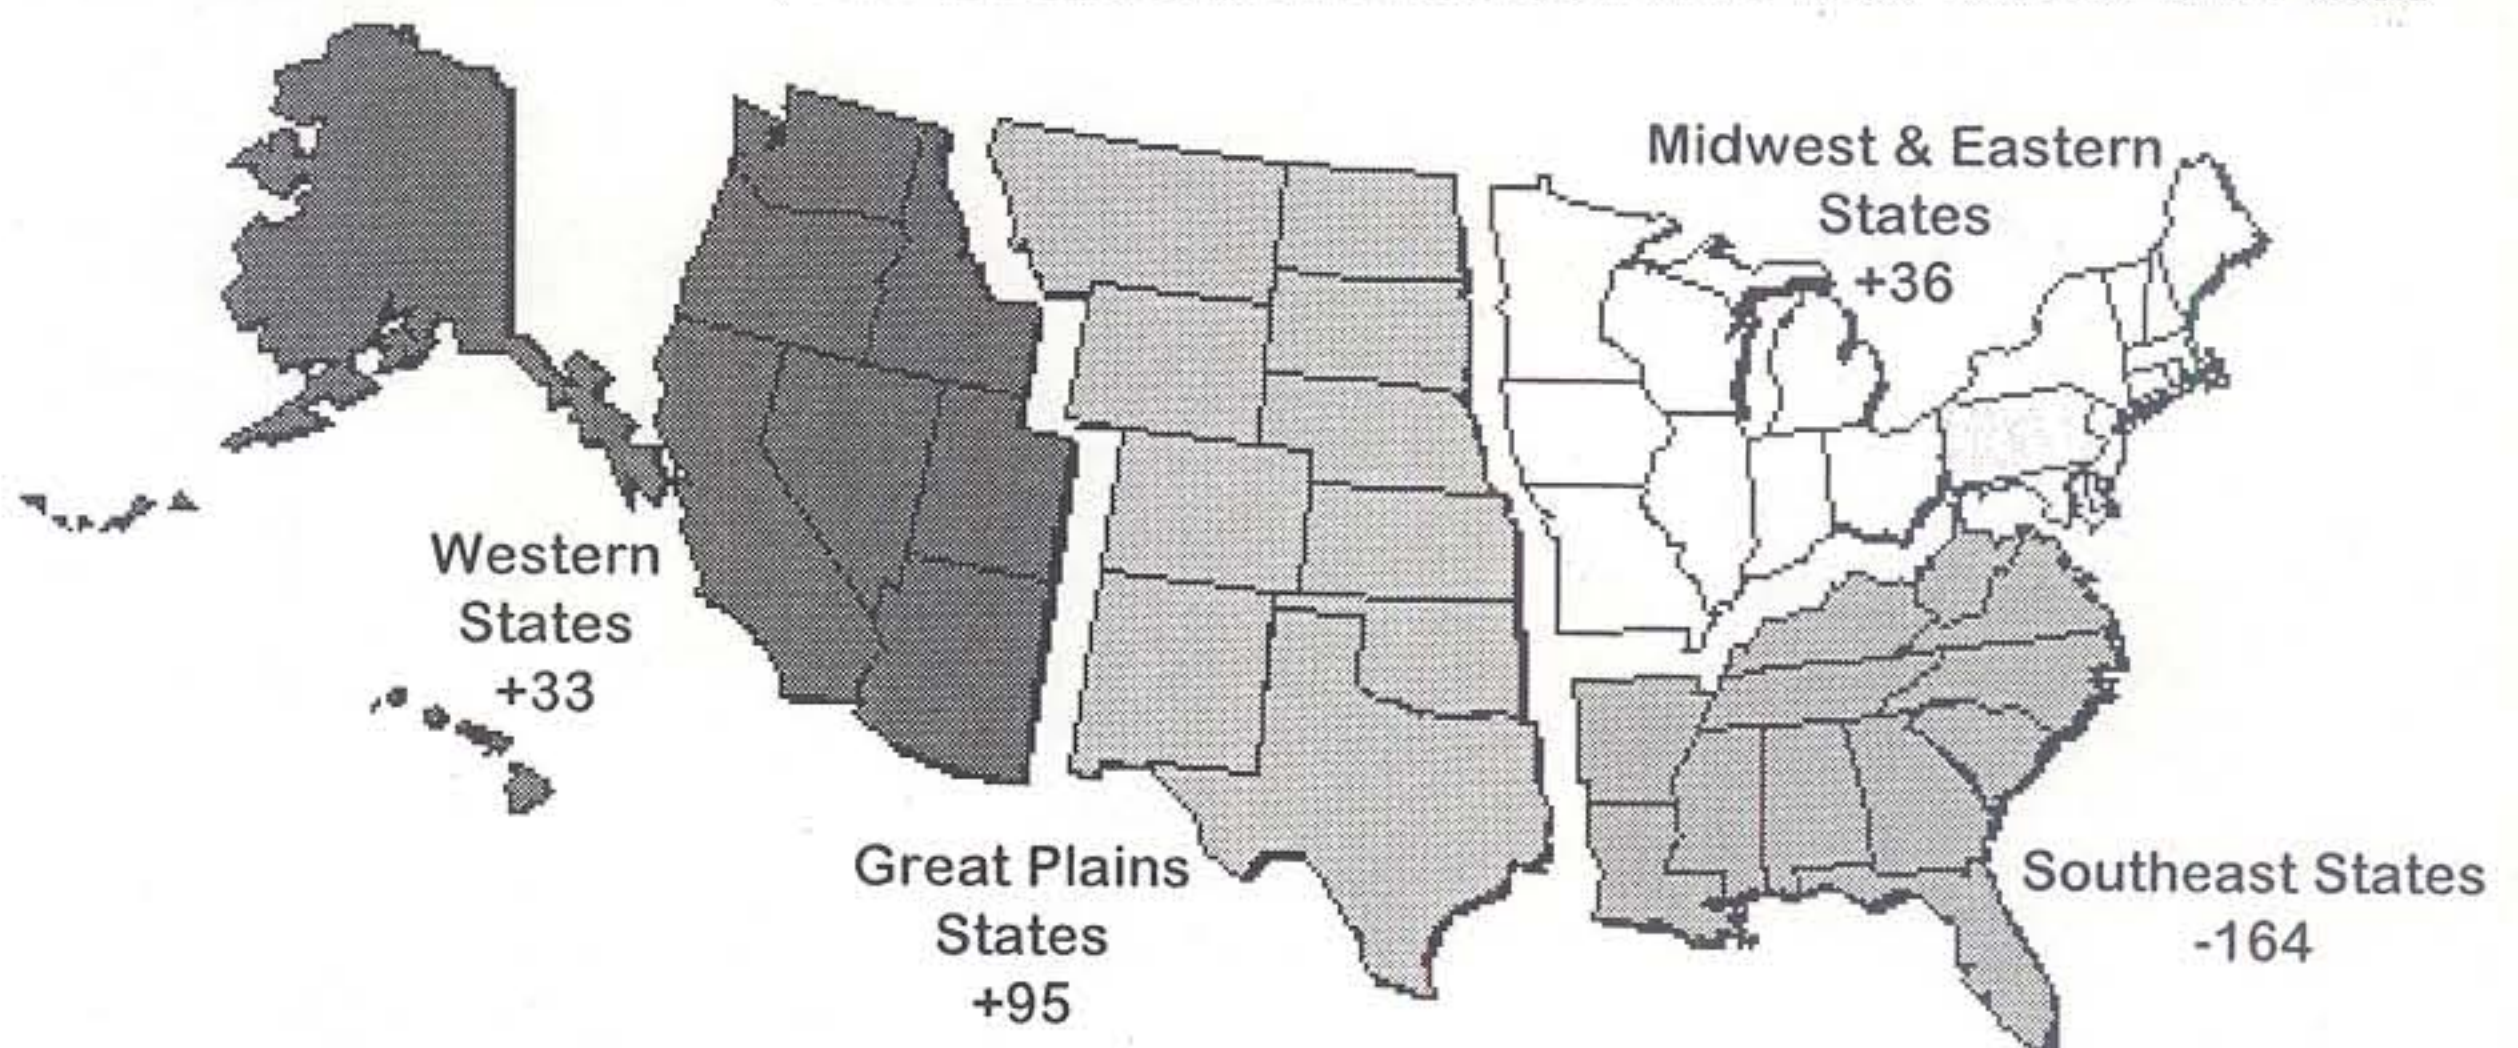 Midwest & Eastern
States
+36
Western
States
+33
Great Plains
States
+95
Southeast States
-164